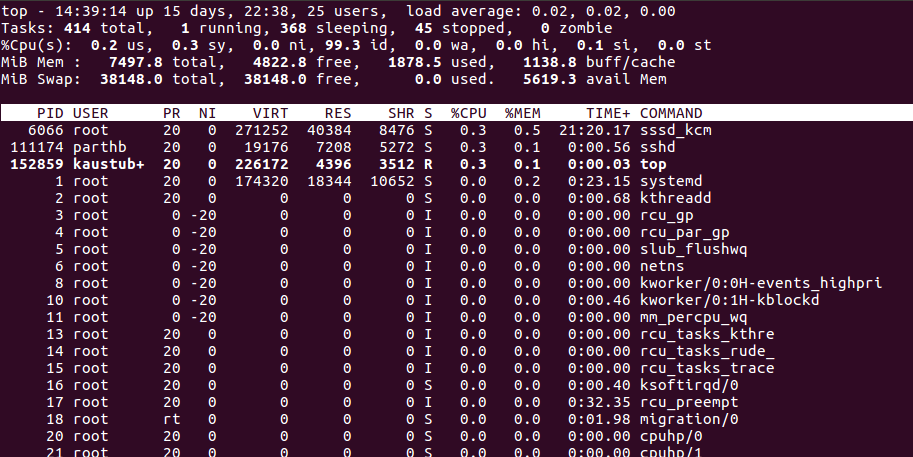 top - 14:39:14 up 15 days, 22:38, 25 users,  load average: 0.02, 0.02, 0.00
Tasks: 414 total,   1 running, 368 sleeping,  45 stopped,   0 zombie
%Cpu(s):  0.2 us,  0.3 sy,  0.0 ni, 99.3 id,  0.0 wa,  0.0 hi,  0.1 si,  0.0 st
MiB Mem :   7497.8 total,   4822.8 free,   1878.5 used,   1138.8 buff/cache
MiB Swap:  38148.0 total,  38148.0 free,      0.0 used.   5619.3 avail Mem
PID USER      PR  NI    VIRT    RES    SHR S  %CPU  %MEM     TIME+ COMMAND
6066 root      20   0  271252  40384   8476 S   0.3   0.5  21:20.17 sssd_kcm
111174 parthb    20   0   19176   7208   5272 S   0.3   0.1   0:00.56 sshd
152859 kaustub+  20   0  226172   4396   3512 R   0.3   0.1   0:00.03 top
1 root      20   0  174320  18344  10652 S   0.0   0.2   0:23.15 systemd
2 root      20   0       0      0      0 S   0.0   0.0   0:00.68 kthreadd
3 root       0 -20       0      0      0 I   0.0   0.0   0:00.00 rcu_gp
4 root       0 -20       0      0      0 I   0.0   0.0   0:00.00 rcu_par_gp
5 root       0 -20       0      0      0 I   0.0   0.0   0:00.00 slub_flushwq
6 root       0 -20       0      0      0 I   0.0   0.0   0:00.00 netns
8 root       0 -20       0      0      0 I   0.0   0.0   0:00.00 kworker/0:0H-events_highpri
10 root       0 -20       0      0      0 I   0.0   0.0   0:00.46 kworker/0:1H-kblockd
11 root       0 -20       0      0      0 I   0.0   0.0   0:00.00 mm_percpu_wq
13 root      20   0       0      0      0 I   0.0   0.0   0:00.00 rcu_tasks_kthre
14 root      20   0       0      0      0 I   0.0   0.0   0:00.00 rcu_tasks_rude_
15 root      20   0       0      0      0 I   0.0   0.0   0:00.00 rcu_tasks_trace
16 root      20   0       0      0      0 S   0.0   0.0   0:00.40 ksoftirqd/0
17 root      20   0       0      0      0 I   0.0   0.0   0:32.35 rcu_preempt
18 root      rt   0       0      0      0 S   0.0   0.0   0:01.98 migration/0
20 root      20   0       0      0      0 S   0.0   0.0   0:00.00 cpuhp/0
21 root      20   0       0      0      0 S   0.0   0.0   0:00.00 cpuhp/1